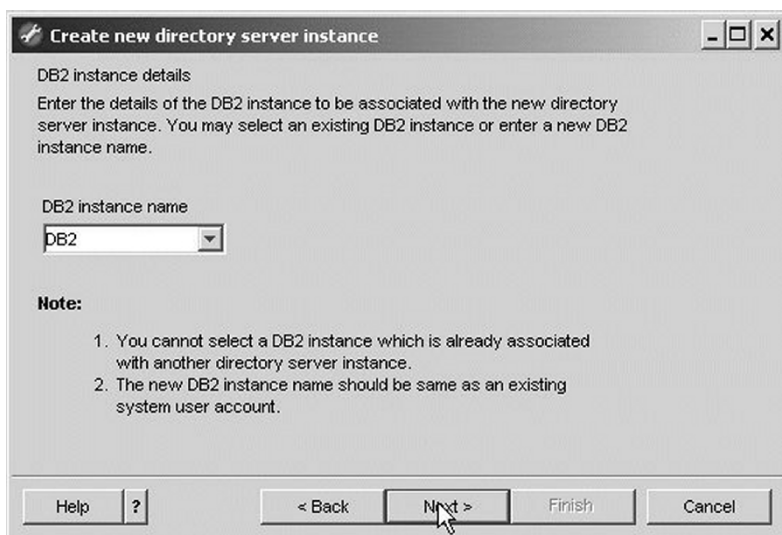 Create new directory server instance
DB2 instance details
Enter the details of the DB2 instance to be associated with the new directory
server instance. You may select an existing DB2 instance or enter a new DB2
instance name.
DB2 instance name
DB2
Note:
1. You cannot select a DB2 instance which is already associated
with another directory server instance.
2. The new DB2 instance name should be same as an existing
system user account.
Help ? < Back Next > Finish Cancel